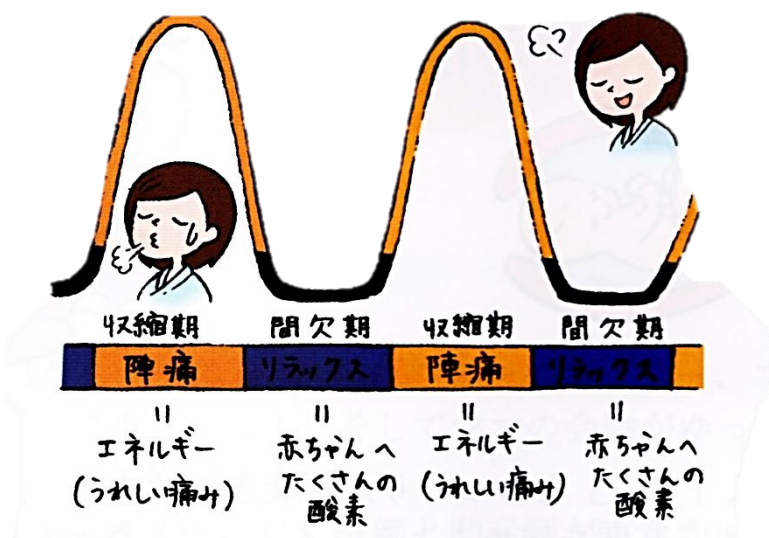 収縮期 間欠期 収縮期 間欠期
陣痛 リラックス 陣痛 リラックス
= = = =
エネルギー
(うれしい痛み)
赤ちゃんへ
たくさんの
酸素
エネルギー
(うれしい痛み)
赤ちゃんへ
たくさんの
酸素